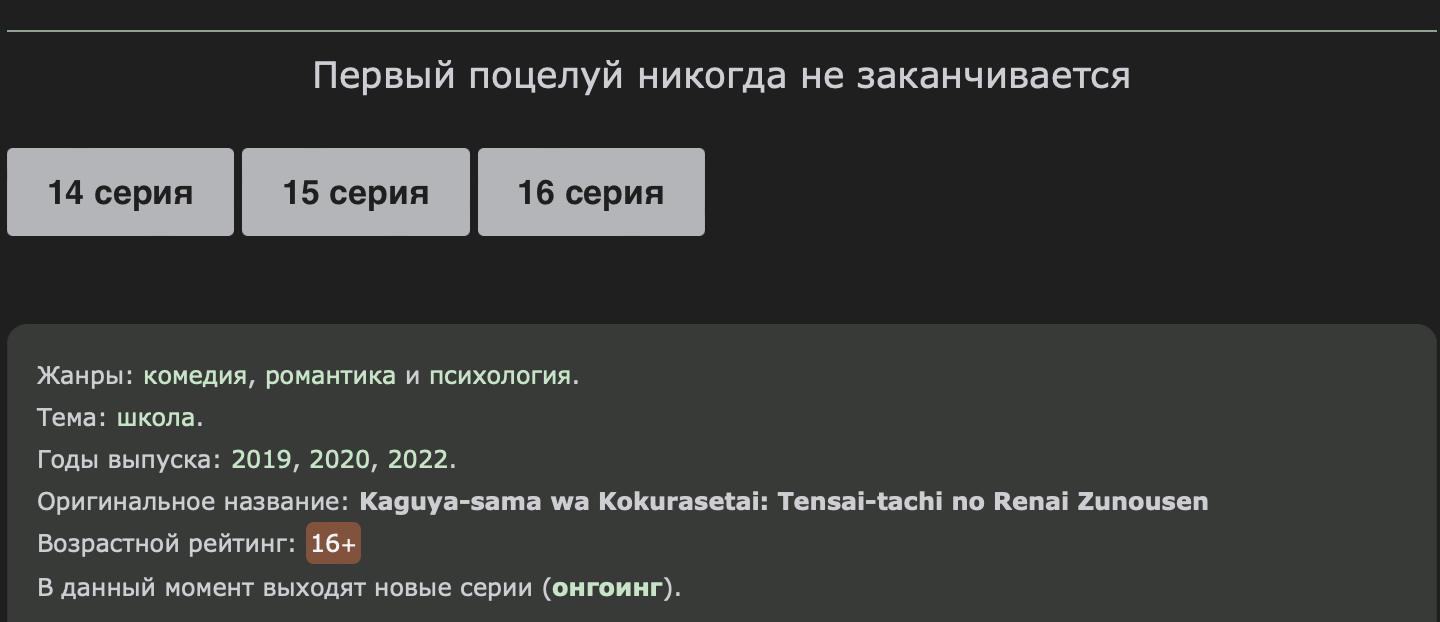 Первый поцелуй никогда не заканчивается
14 серия 15 серия 16 серия
Жанры: комедия, романтика и психология.
Тема: школа.
Годы выпуска: 2019, 2020, 2022.
Оригинальное название: Kaguya-sama wa Kokurasetai: Tensai-tachi no Renai Zunousen
Возрастной рейтинг: 16+
В данный момент выходят новые серии (онгоинг).